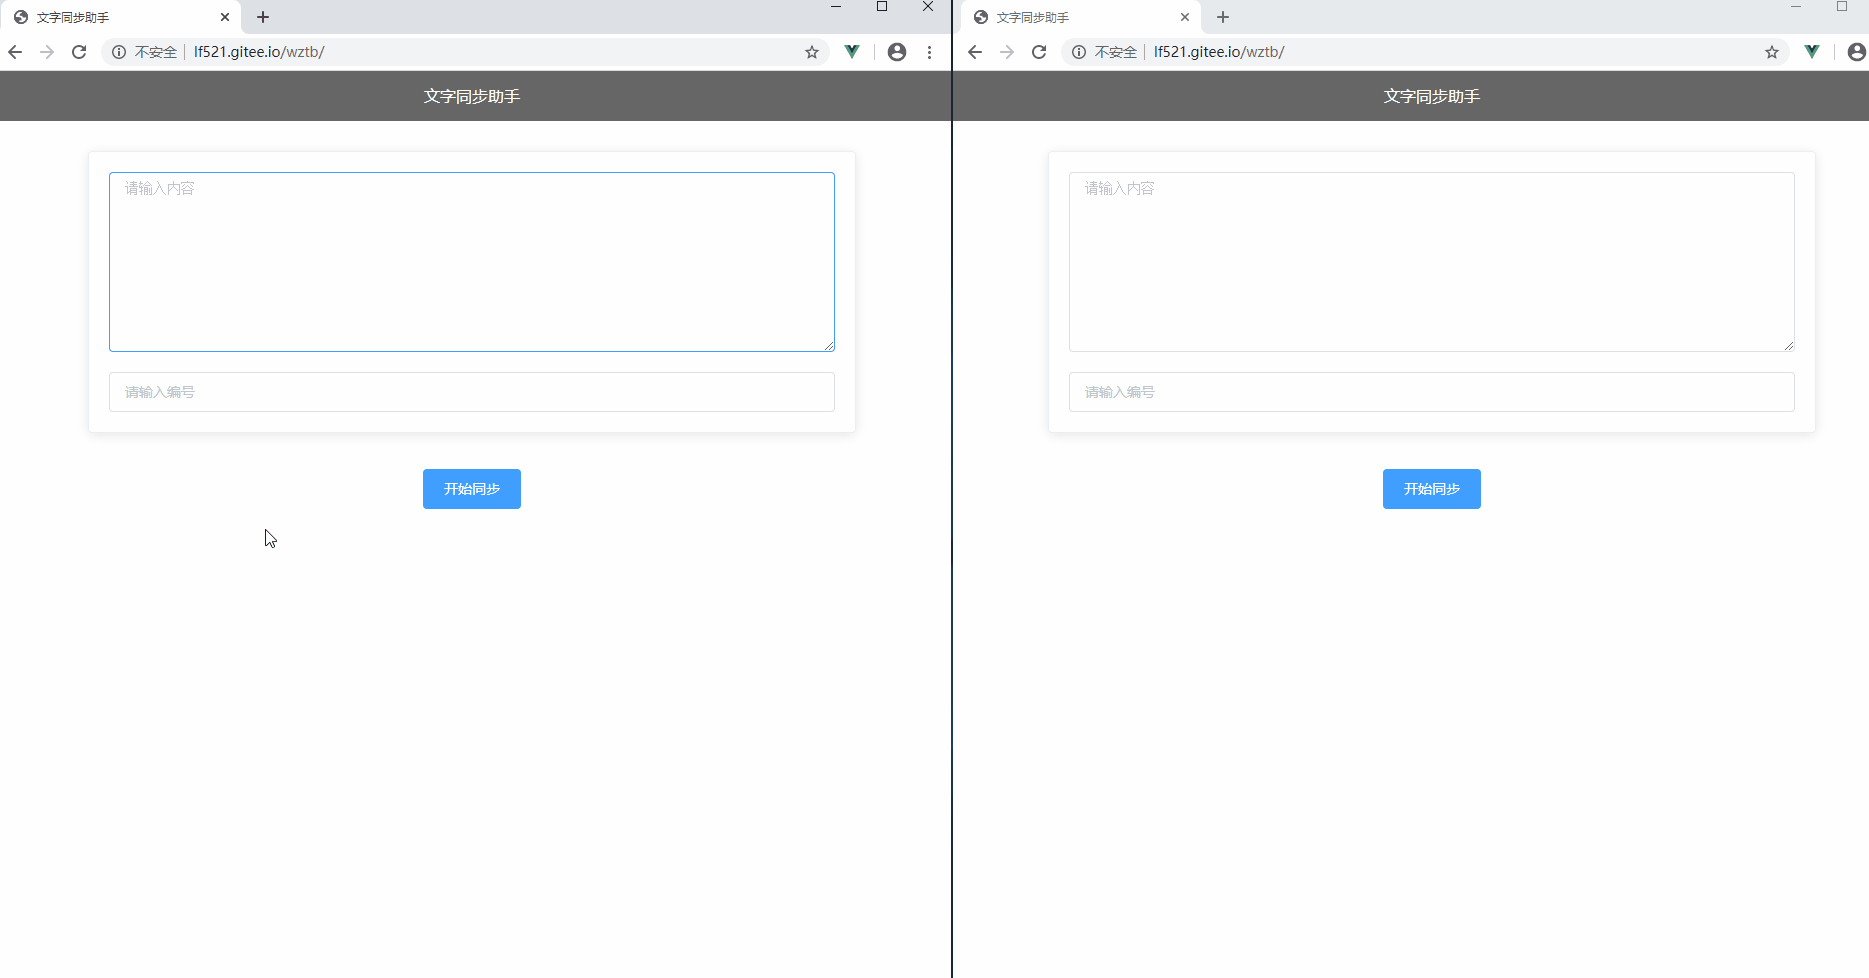 文字同步助手
不安全 lf521.gitee.io/wztb/
文字同步助手
请输入内容
请输入编号
开始同步
文字同步助手
不安全 lf521.gitee.io/wztb/
文字同步助手
请输入内容
请输入编号
开始同步